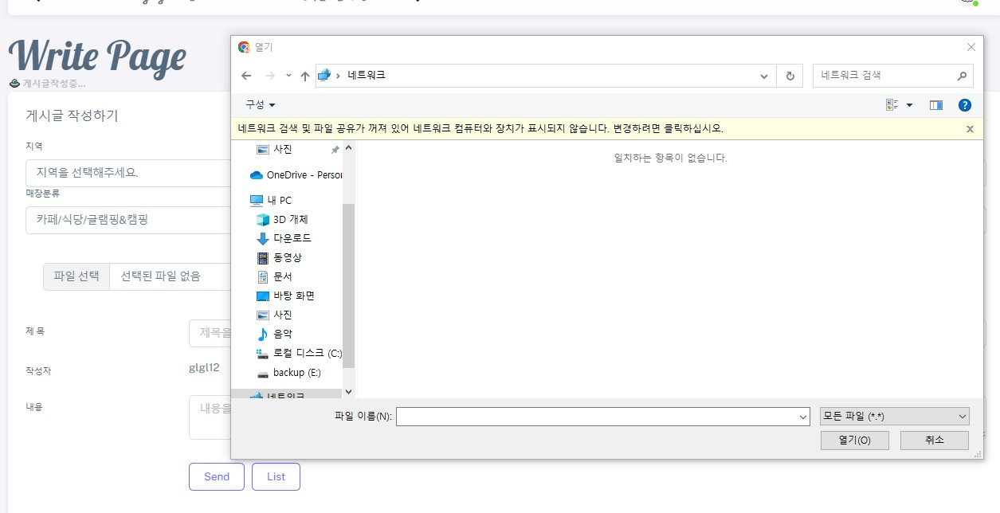 Write Page
게시글작성중...
게시글 작성하기
지역
지역을 선택해주세요.
매장분류
카페/식당/글램핑&캠핑
파일 선택 선택된 파일 없음
제 목
제목을
작성자
glgl12
내용
내용을
Send List
열기
네트워크
네트워크 검색
구성
네트워크 검색 및 파일 공유가 꺼져 있어 네트워크 컴퓨터와 장치가 표시되지 않습니다. 변경하려면 클릭하십시오.
사진
OneDrive - Person
내 PC
3D 개체
다운로드
동영상
문서
바탕 화면
사진
음악
로컬 디스크 (C:)
backup (E:)
네트워크
일치하는 항목이 없습니다.
파일 이름(N):
모든 파일 (*.*)
열기(O) 취소